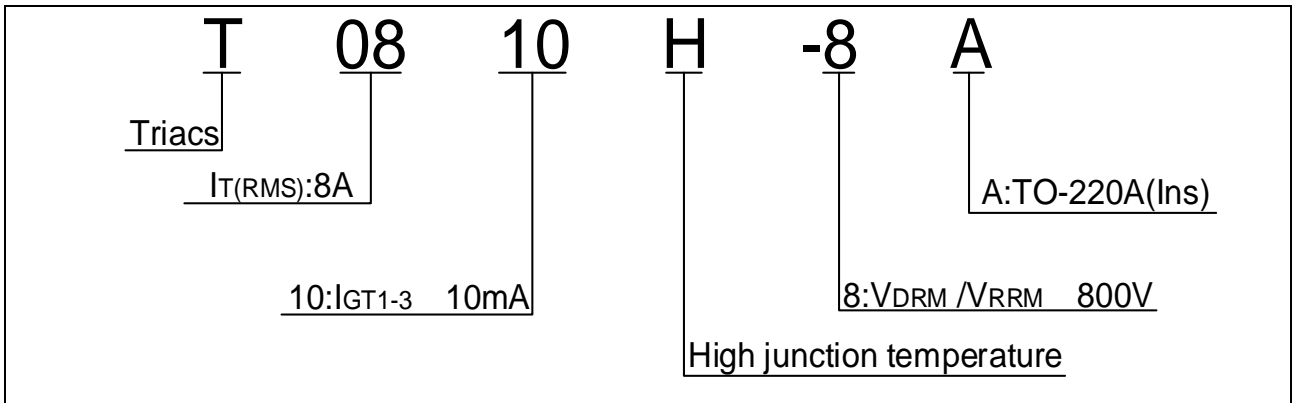 T 08 10 H -8 A
Triacs
IT(RMS):8A
A:TO-220A(Ins)
10:IGT1-3 10mA
8:VDRM /VRRM 800V
High junction temperature